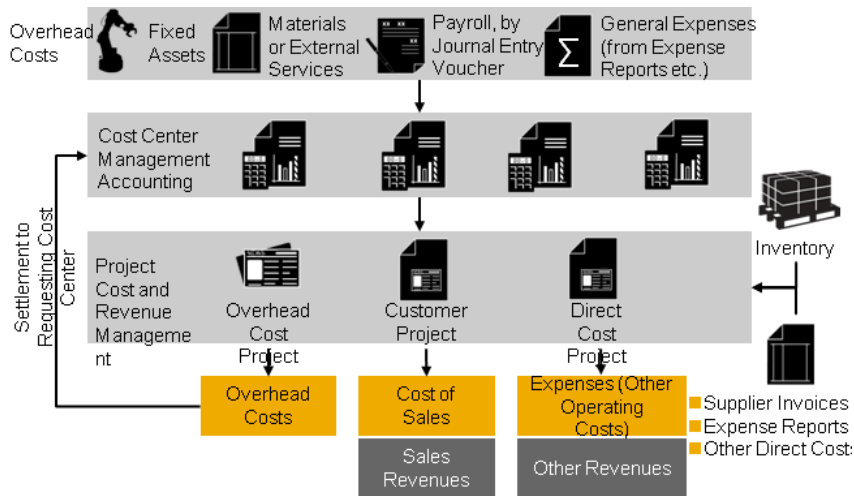 Overhead
Costs
Fixed
Assets
Materials
or External
Services
Payroll, by
Journal Entry
Voucher
General Expenses
(from Expense
Reports etc.)
Σ
Cost Center
Management
Accounting
Settlement to
Requesting Cost
Center
Inventory
Project
Cost and
Revenue
Manageme
nt
NEWS
Overhead
Cost
Project
Customer
Project
Direct
Cost
Project
Overhead
Costs
Cost of
Sales
Expenses (Other
Operating
Costs)
Sales
Revenues
Other Revenues
Supplier Invoices
Expense Reports
Other Direct Costs